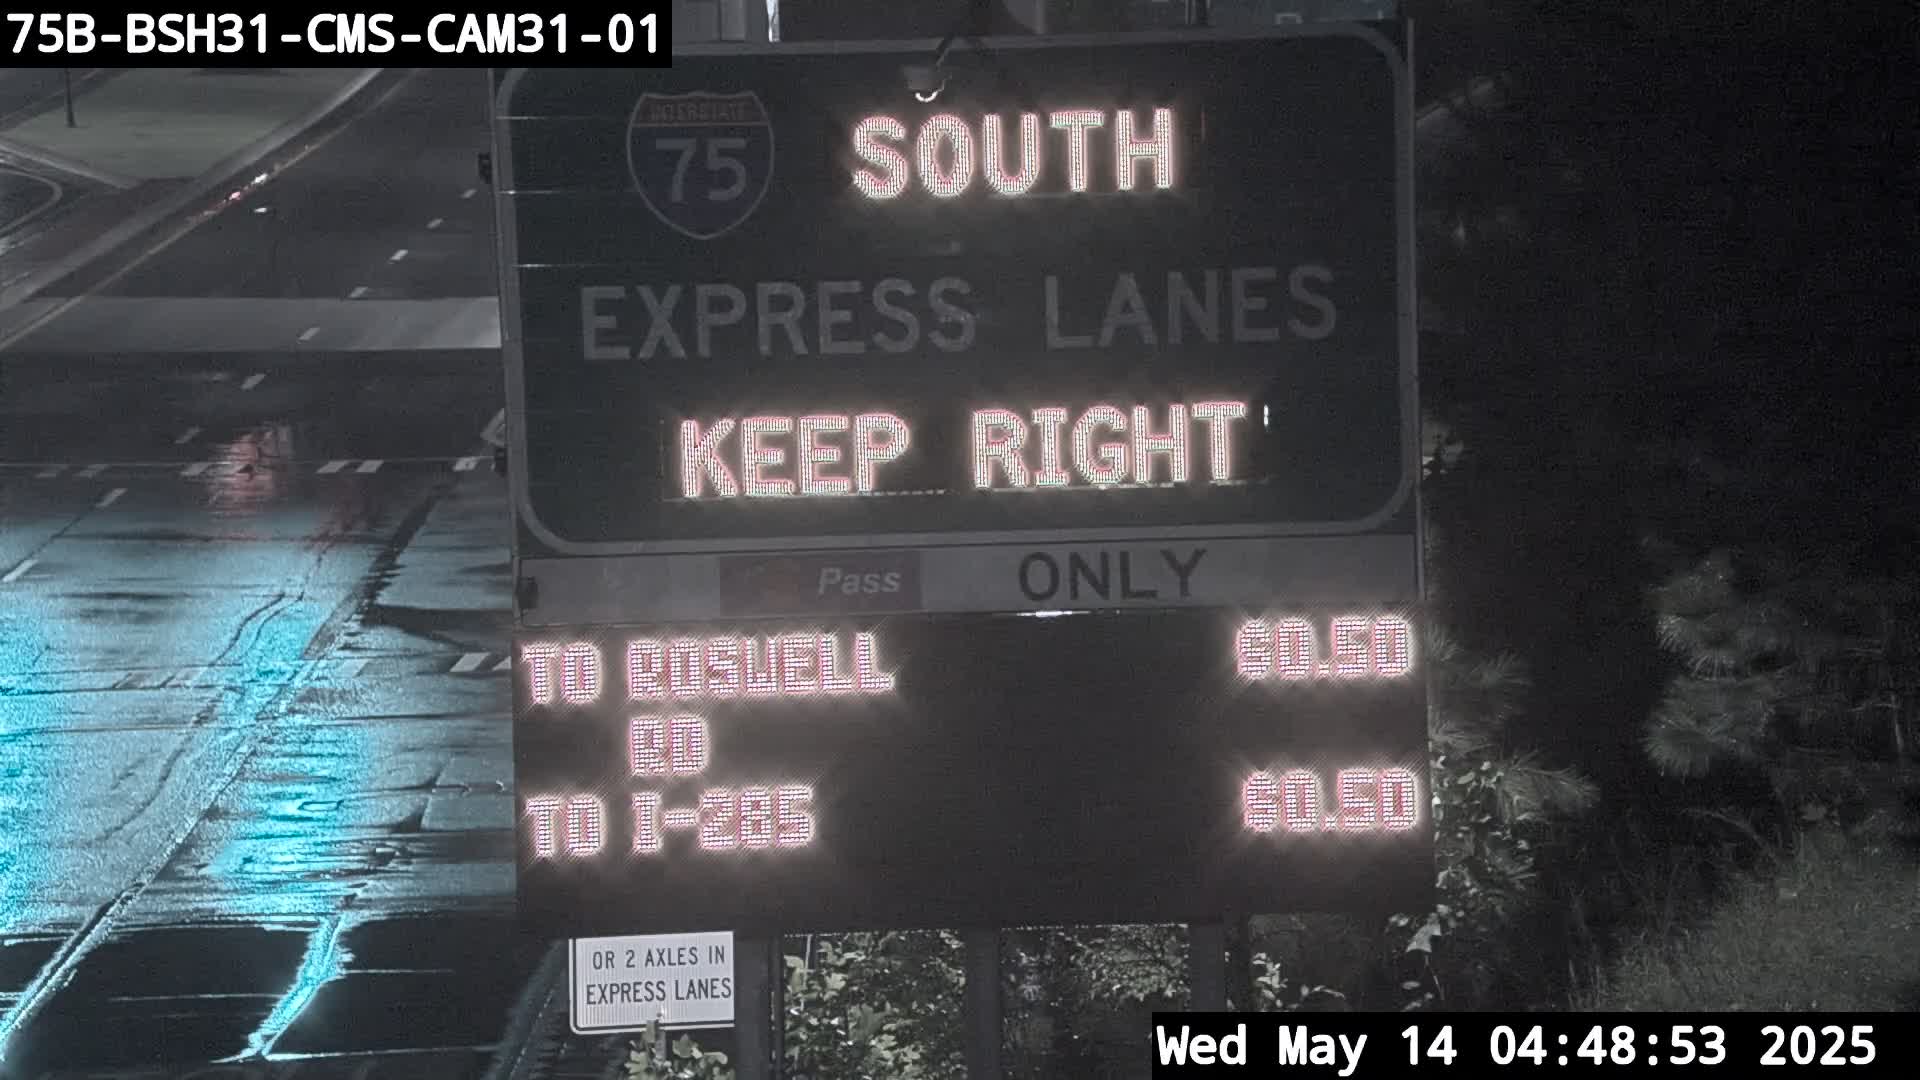 75B-BSH31-CMS-CAM31-01
INTERSTATE
75
SOUTH
EXPRESS LANES
KEEP RIGHT
Pass ONLY
TO ROSWELL $0.50
RD
TO I-285 $0.50
OR 2 AXLES IN
EXPRESS LANES
Wed May 14 04:48:53 2025